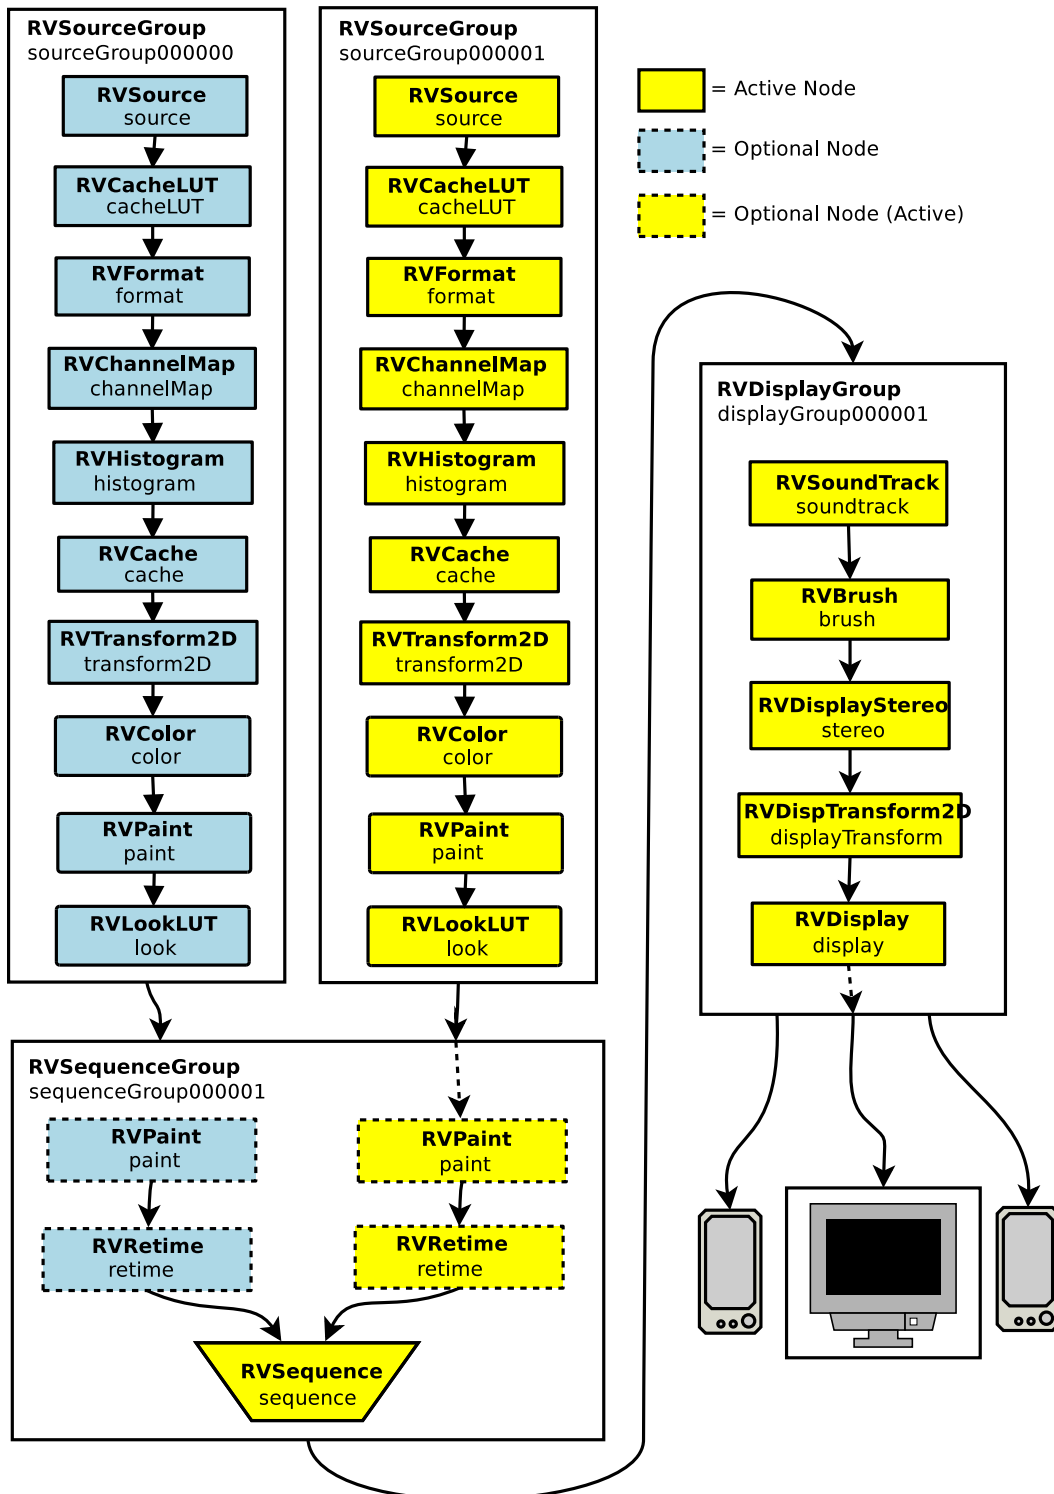 RVSourceGroup
sourceGroup000000
RVSource
source
RVCacheLUT
cacheLUT
RVFormat
format
RVChannelMap
channelMap
RVHistogram
histogram
RVCache
cache
RVTransform2D
transform2D
RVColor
color
RVPaint
paint
RVLookLUT
look
RVSourceGroup
sourceGroup000001
RVSource
source
RVCacheLUT
cacheLUT
RVFormat
format
RVChannelMap
channelMap
RVHistogram
histogram
RVCache
cache
RVTransform2D
transform2D
RVColor
color
RVPaint
paint
RVLookLUT
look
= Active Node
= Optional Node
= Optional Node (Active)
RVSequenceGroup
sequenceGroup000001
RVPaint
paint
RVRetime
retime
RVPaint
paint
RVRetime
retime
RVSequence
sequence
RVDisplayGroup
displayGroup000001
RVSoundTrack
soundtrack
RVBrush
brush
RVDisplayStereo
stereo
RVDispTransform2D
displayTransform
RVDisplay
display